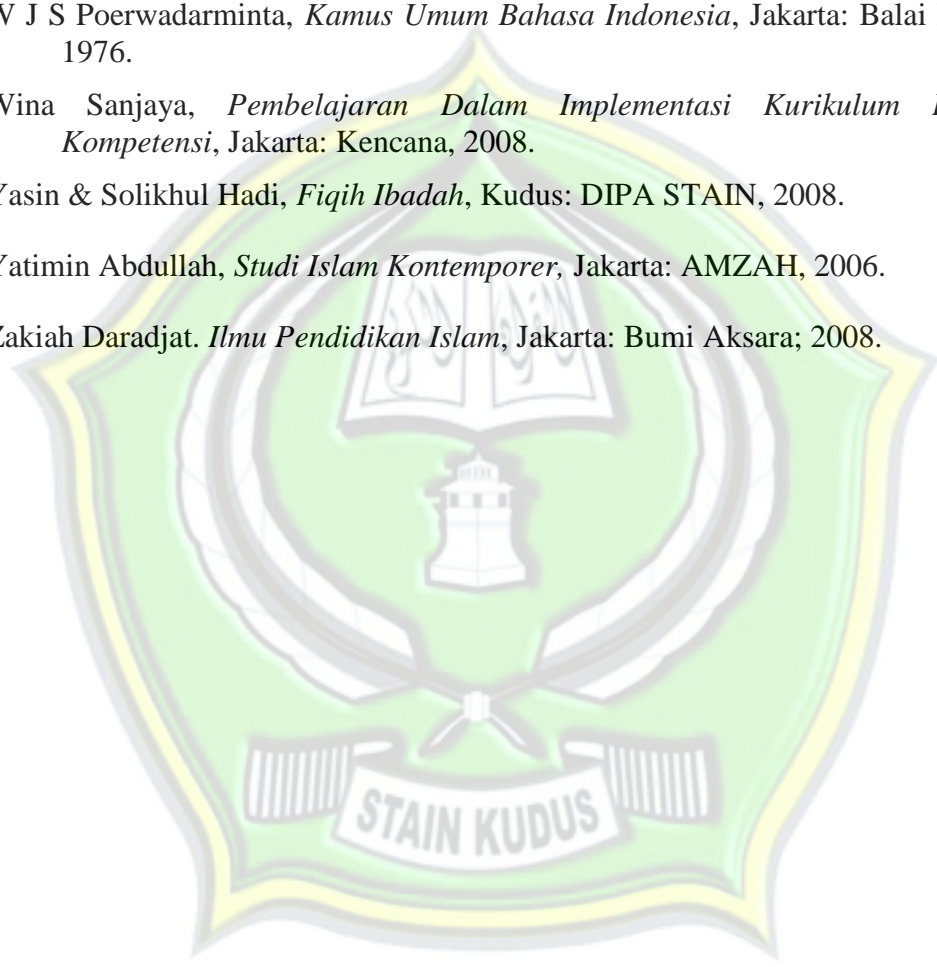 W J S Poerwadarminta, Kamus Umum Bahasa Indonesia, Jakarta: Balai
1976.
Wina Sanjaya, Pembelajaran Dalam Implementasi Kurikulum
Kompetensi, Jakarta: Kencana, 2008.
Yasin & Solikhul Hadi, Fiqih Ibadah, Kudus: DIPA STAIN, 2008.
Yatimin Abdullah, Studi Islam Kontemporer, Jakarta: AMZAH, 2006.
Zakiah Daradjat. Ilmu Pendidikan Islam, Jakarta: Bumi Aksara; 2008.
STAIN KUDUS